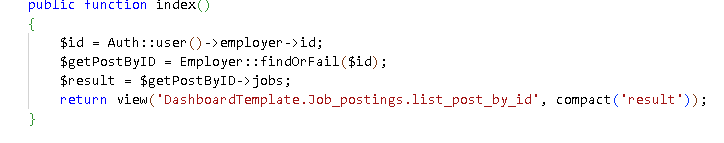 public function index()
{
$id = Auth::user()->employer->id;
$getPostByID = Employer::findOrFail($id);
$result = $getPostByID->jobs;
return view('DashboardTemplate.Job_postings.list_post_by_id', compact('result'));
}